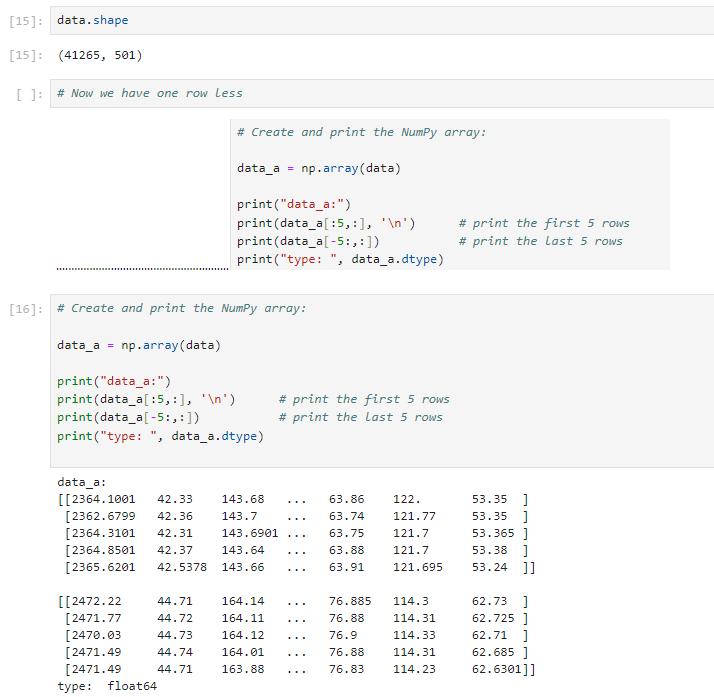 [15]: data.shape
[15]: (41265, 501)
[ ]: # Now we have one row less
# Create and print the NumPy array:
data_a = np.array(data)
print("data_a:")
print(data_a[:5,:], '\n')      # print the first 5 rows
print(data_a[-5:,:])           # print the last 5 rows
print("type: ", data_a.dtype)
[16]: # Create and print the NumPy array:
data_a = np.array(data)
print("data_a:")
print(data_a[:5,:], '\n')      # print the first 5 rows
print(data_a[-5:,:])           # print the last 5 rows
print("type: ", data_a.dtype)
data_a:
[[2364.1001   42.33    143.68   ...   63.86    122.       53.35  ]
 [2362.6799   42.36    143.7    ...   63.74    121.77     53.35  ]
 [2364.3101   42.31    143.6901 ...   63.75    121.7      53.365 ]
 [2364.8501   42.37    143.64   ...   63.88    121.7      53.38  ]
 [2365.6201   42.5378  143.66   ...   63.91    121.695    53.24  ]]
[[2472.22     44.71    164.14   ...   76.885   114.3      62.73  ]
 [2471.77     44.72    164.11   ...   76.88    114.31     62.725 ]
 [2470.03     44.73    164.12   ...   76.9     114.33     62.71  ]
 [2471.49     44.74    164.01   ...   76.88    114.31     62.685 ]
 [2471.49     44.71    163.88   ...   76.83    114.23     62.6301]]
type:  float64